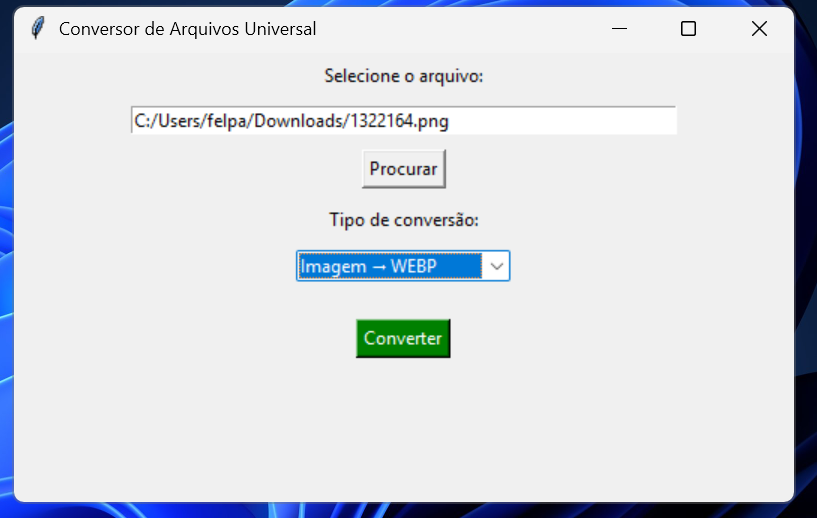 Conversor de Arquivos Universal
Selecione o arquivo:
C:/Users/felpa/Downloads/1322164.png
Procurar
Tipo de conversão:
Imagem → WEBP
Converter